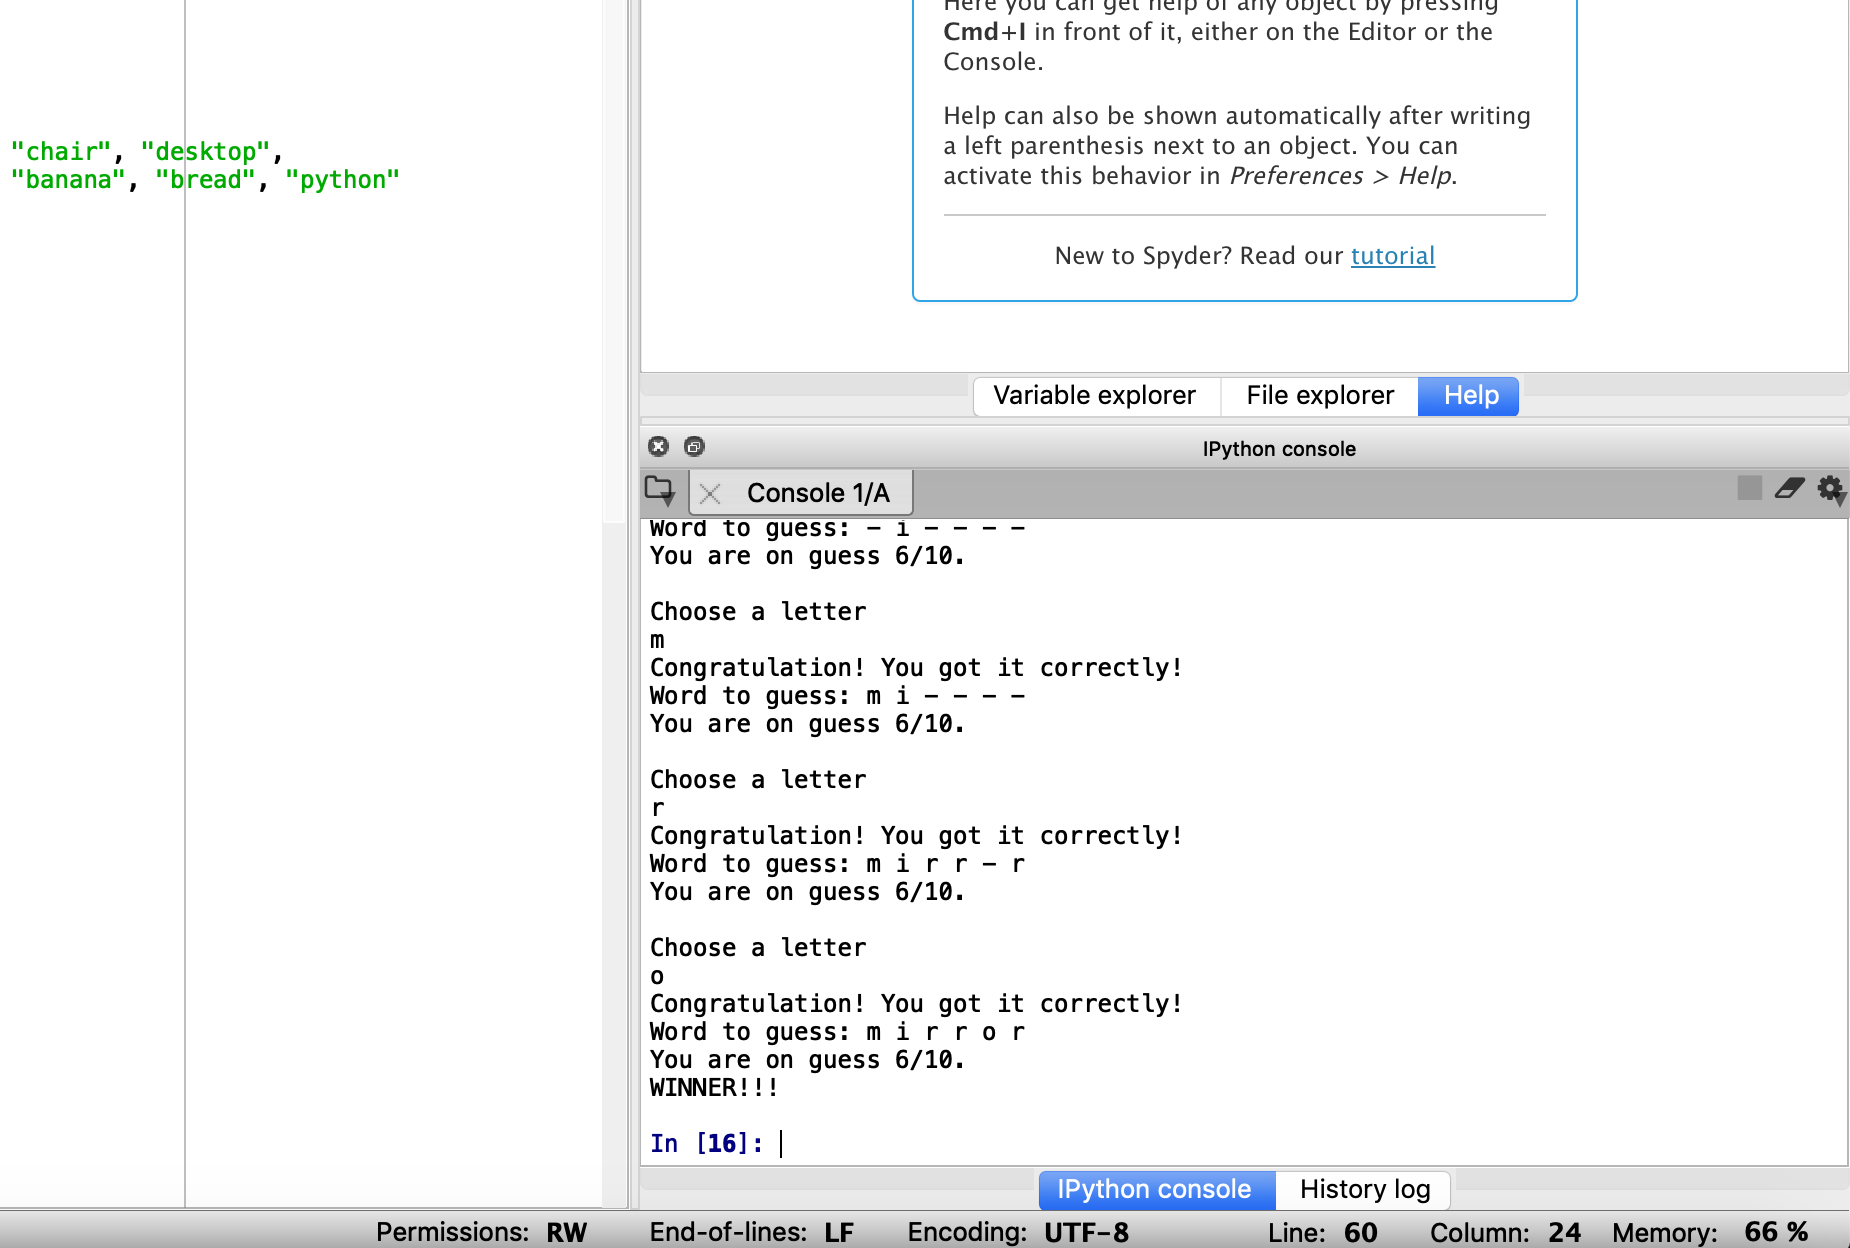 "chair", "desktop",
"banana", "bread", "python"
Here you can get help of any object by pressing
Cmd+I in front of it, either on the Editor or the
Console.
Help can also be shown automatically after writing
a left parenthesis next to an object. You can
activate this behavior in Preferences > Help.
New to Spyder? Read our tutorial
Variable explorer File explorer Help
IPython console
Console 1/A
Word to guess: - i - - - -
You are on guess 6/10.
Choose a letter
m
Congratulation! You got it correctly!
Word to guess: m i - - - -
You are on guess 6/10.
Choose a letter
r
Congratulation! You got it correctly!
Word to guess: m i r r - r
You are on guess 6/10.
Choose a letter
o
Congratulation! You got it correctly!
Word to guess: m i r r o r
You are on guess 6/10.
WINNER!!!
In [16]:
IPython console History log
Permissions: RW End-of-lines: LF Encoding: UTF-8 Line: 60 Column: 24 Memory: 66 %